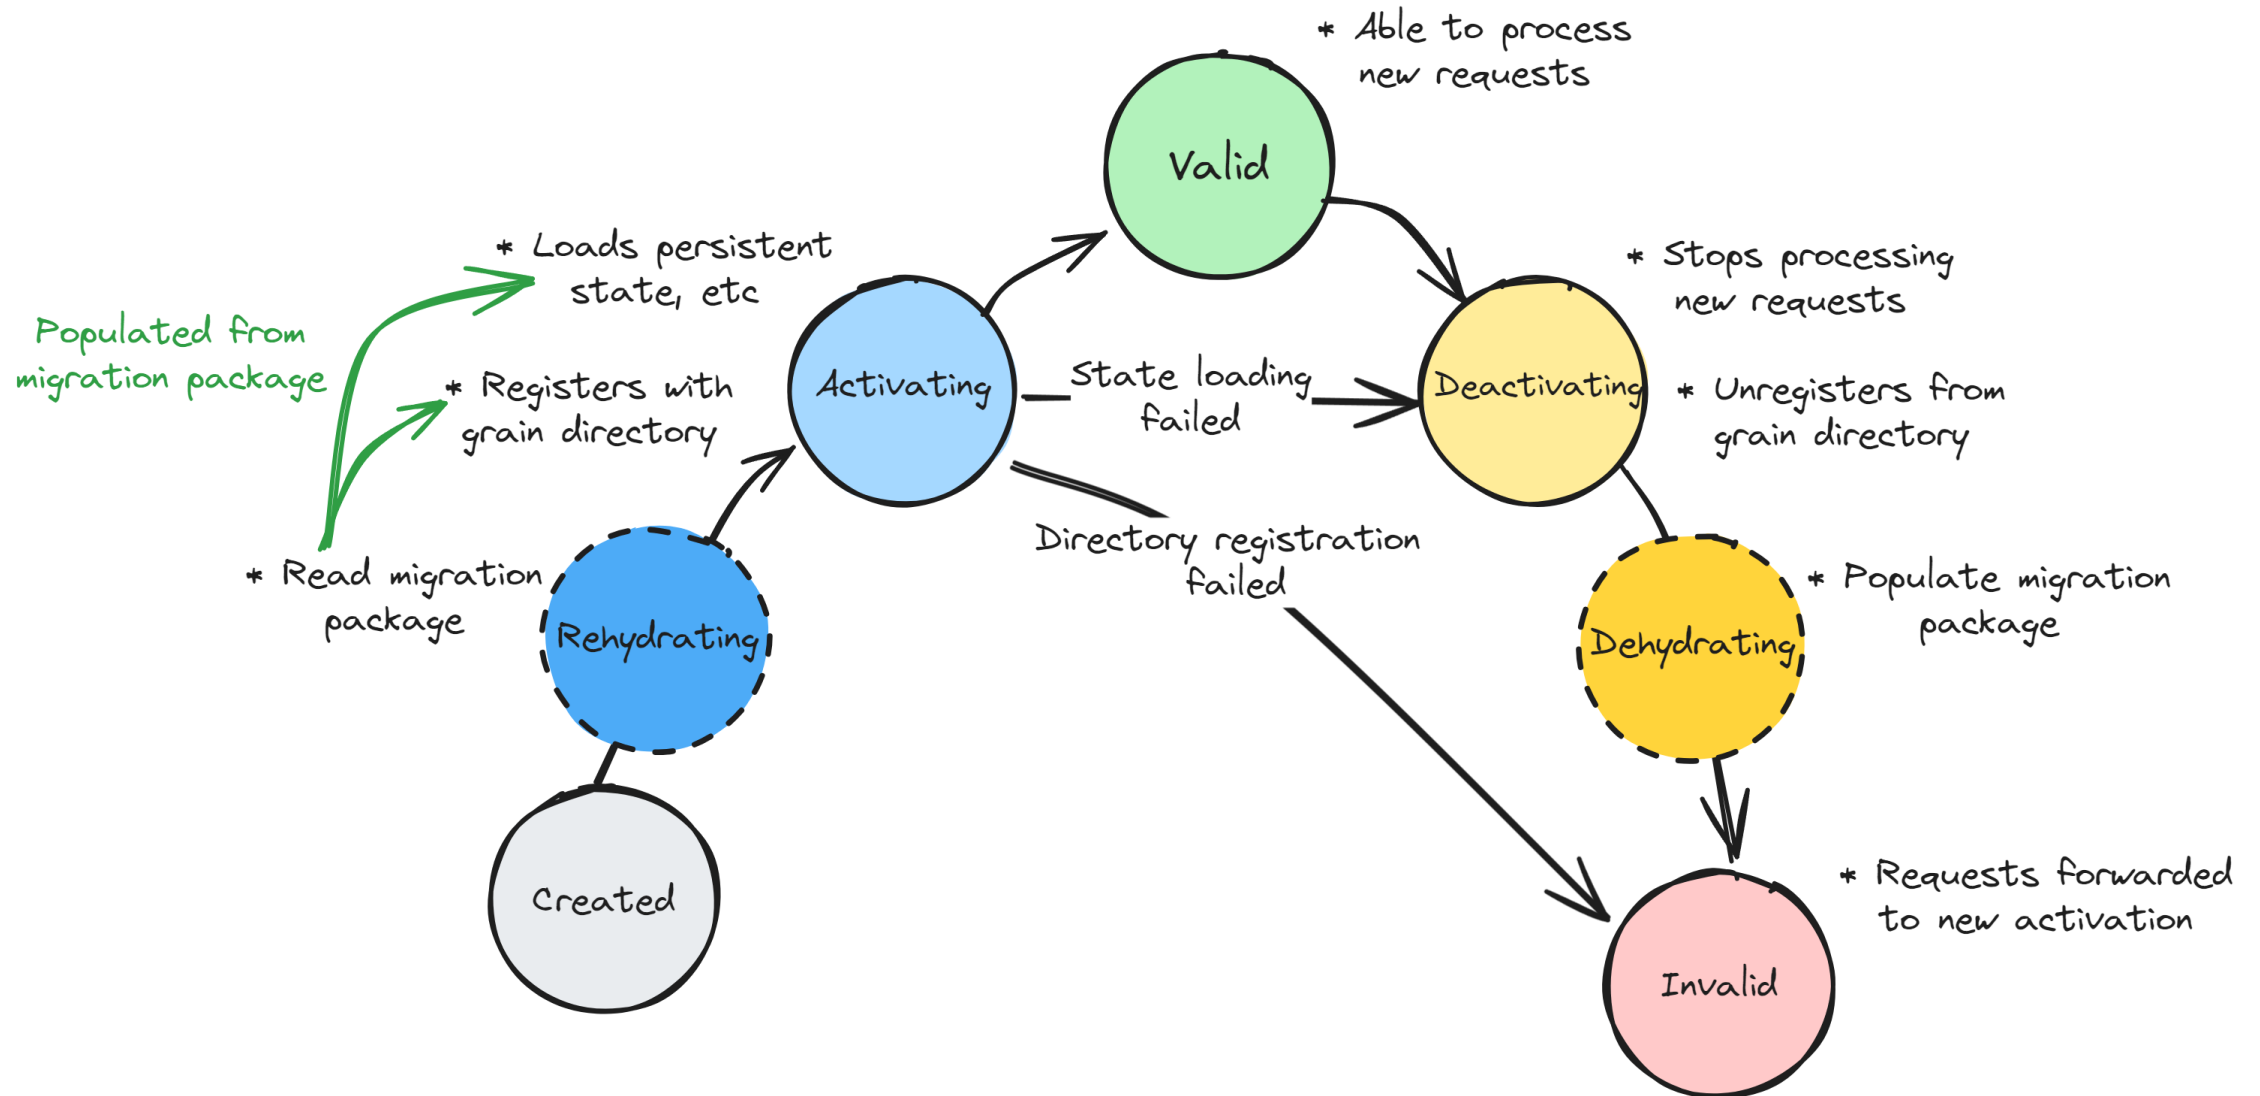 * Able to process
new requests
Valid
* Loads persistent
state, etc
* Stops processing
new requests
Populated from
migration package
* Registers with
grain directory
Activating
State loading
failed
Deactivating
* Unregisters from
grain directory
Directory registration
failed
* Read migration
package
Rehydrating
Dehydrating
* Populate migration
package
Created
* Requests forwarded
to new activation
Invalid